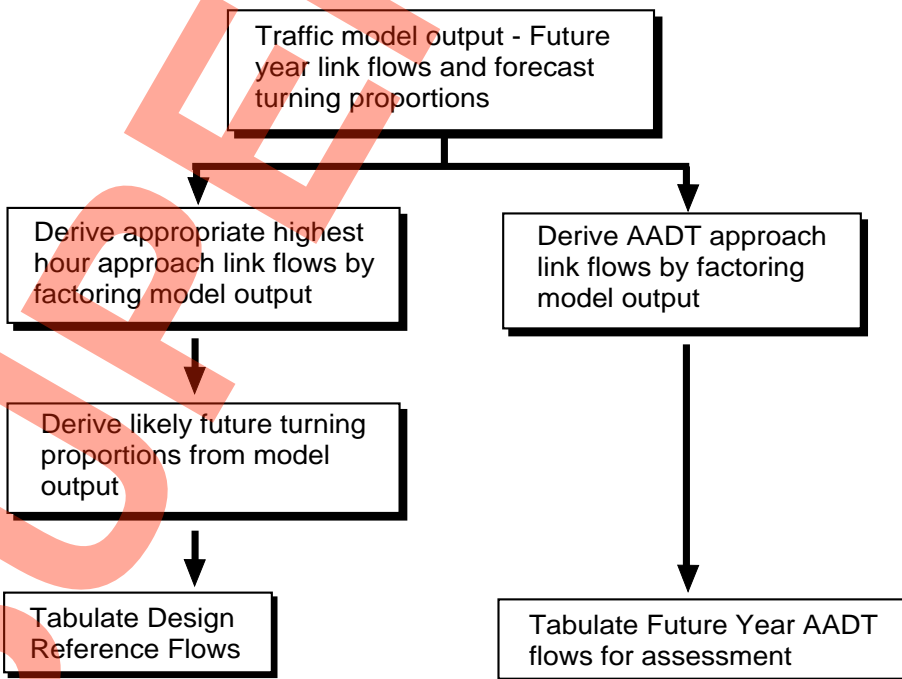 Traffic model output - Future
year link flows and forecast
turning proportions
Derive appropriate highest
hour approach link flows by
factoring model output
Derive AADT approach
link flows by factoring
model output
Derive likely future turning
proportions from model
output
Tabulate Design
Reference Flows
Tabulate Future Year AADT
flows for assessment